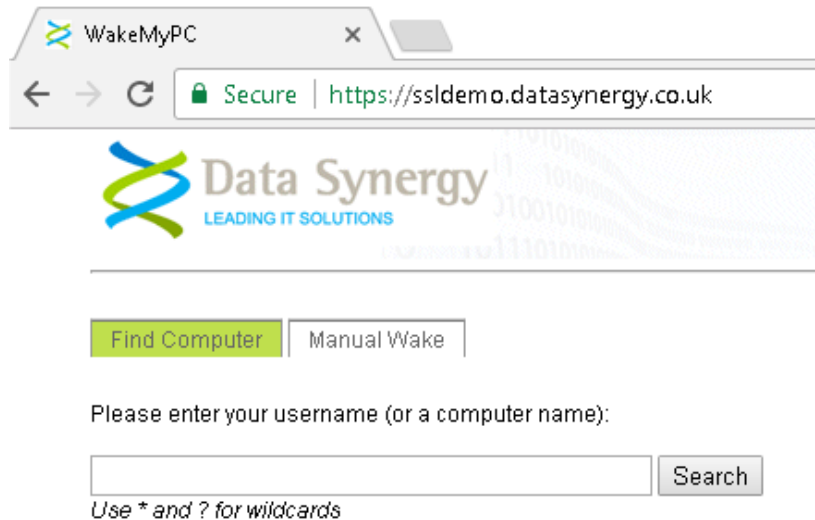 WakeMyPC
Secure | https://ssldemo.datasynergy.co.uk
Data Synergy
LEADING IT SOLUTIONS
Find Computer Manual Wake
Please enter your username (or a computer name):
Search
Use * and ? for wildcards